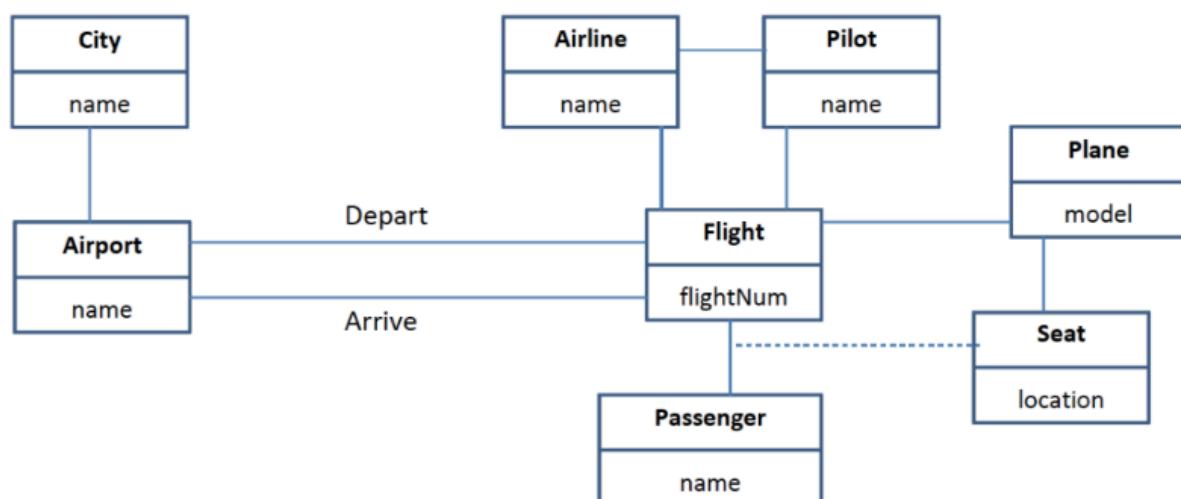 City
name
Airline
name
Pilot
name
Plane
model
Depart
Airport
name
Arrive
Flight
flightNum
Seat
location
Passenger
name